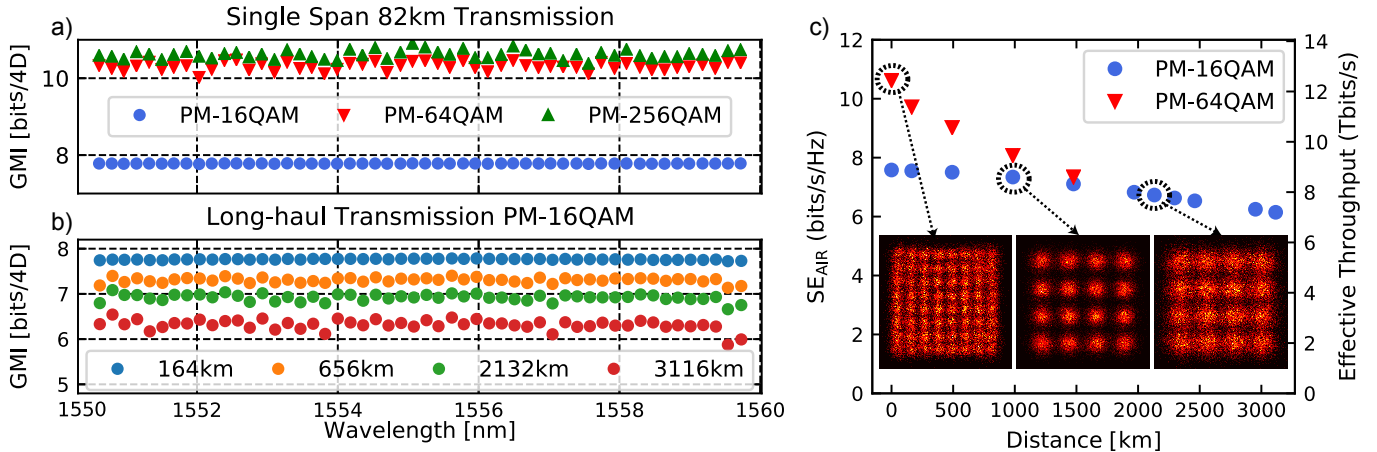 a)
Single Span 82km Transmission
GMI [bits/4D]
10
8
PM-16QAM
PM-64QAM
PM-256QAM
b)
Long-haul Transmission PM-16QAM
GMI [bits/4D]
8
7
6
5
164km
656km
2132km
3116km
1550
1552
1554
1556
1558
1560
Wavelength [nm]
c)
SE_AIR (bits/s/Hz)
12
10
8
6
4
2
0
PM-16QAM
PM-64QAM
14
12
10
8
6
4
2
0
Effective Throughput (Tbits/s)
0
500
1000
1500
2000
2500
3000
Distance [km]